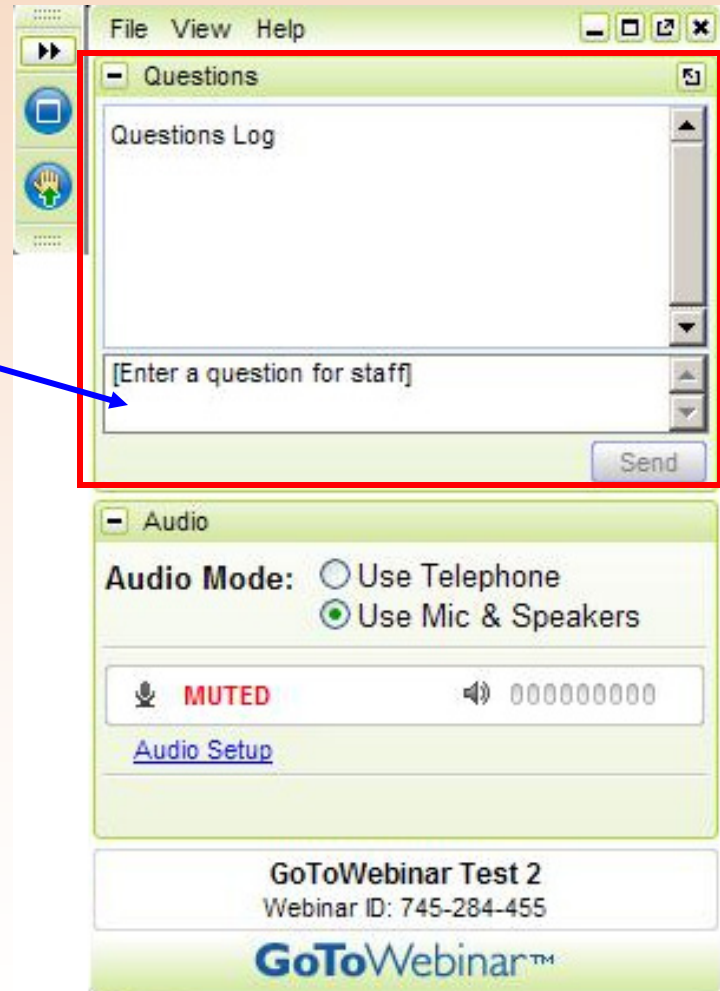 File View Help
Questions
Questions Log
[Enter a question for staff]
Send
Audio
Audio Mode: Use Telephone
Use Mic & Speakers
MUTED 000000000
Audio Setup
GoToWebinar Test 2
Webinar ID: 745-284-455
GoToWebinar™